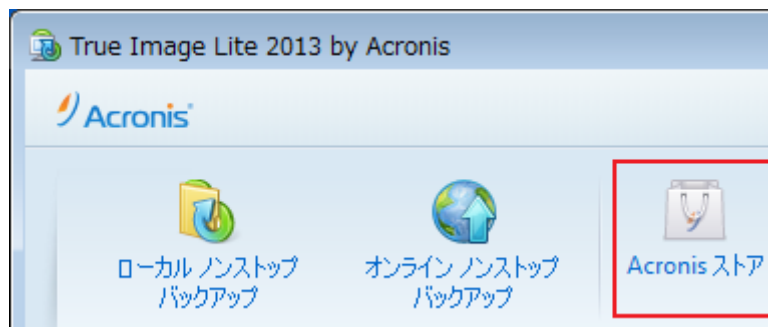 True Image Lite 2013 by Acronis
Acronis
ローカル ノンストップ
バックアップ
オンライン ノンストップ
バックアップ
Acronis ストア